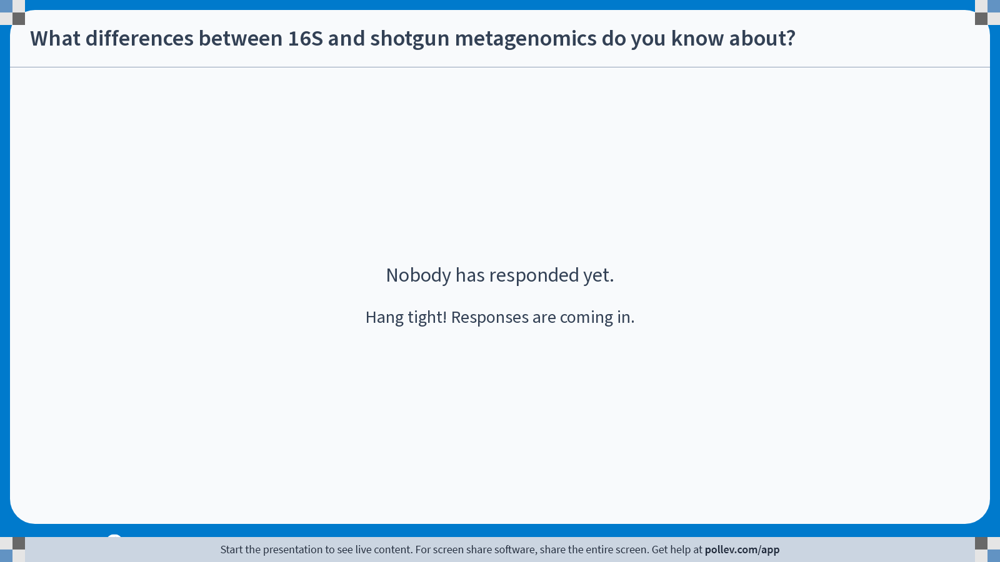 What differences between 16S and shotgun metagenomics do you know about?
Nobody has responded yet.
Hang tight! Responses are coming in.
Start the presentation to see live content. For screen share software, share the entire screen. Get help at pollev.com/app